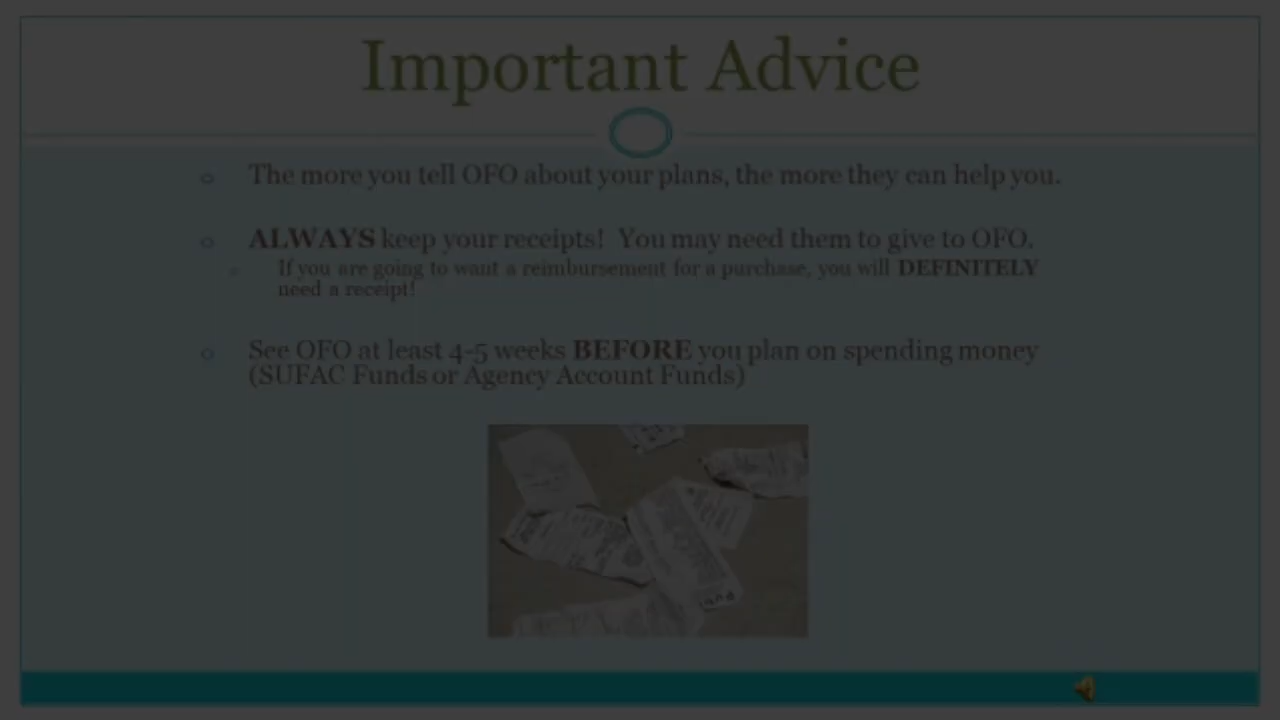 Important Advice
The more you tell OFO about your plans, the more they can help you.
ALWAYS keep your receipts! You may need them to give to OFO.
If you are going to want a reimbursement for a purchase, you will DEFINITELY
need a receipt!
See OFO at least 4-5 weeks BEFORE you plan on spending money
(SUFAC Funds or Agency Account Funds)